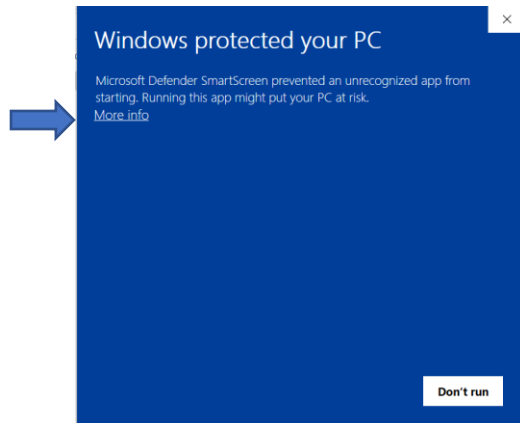 Windows protected your PC
Microsoft Defender SmartScreen prevented an unrecognized app from
starting. Running this app might put your PC at risk.
More info
Don't run